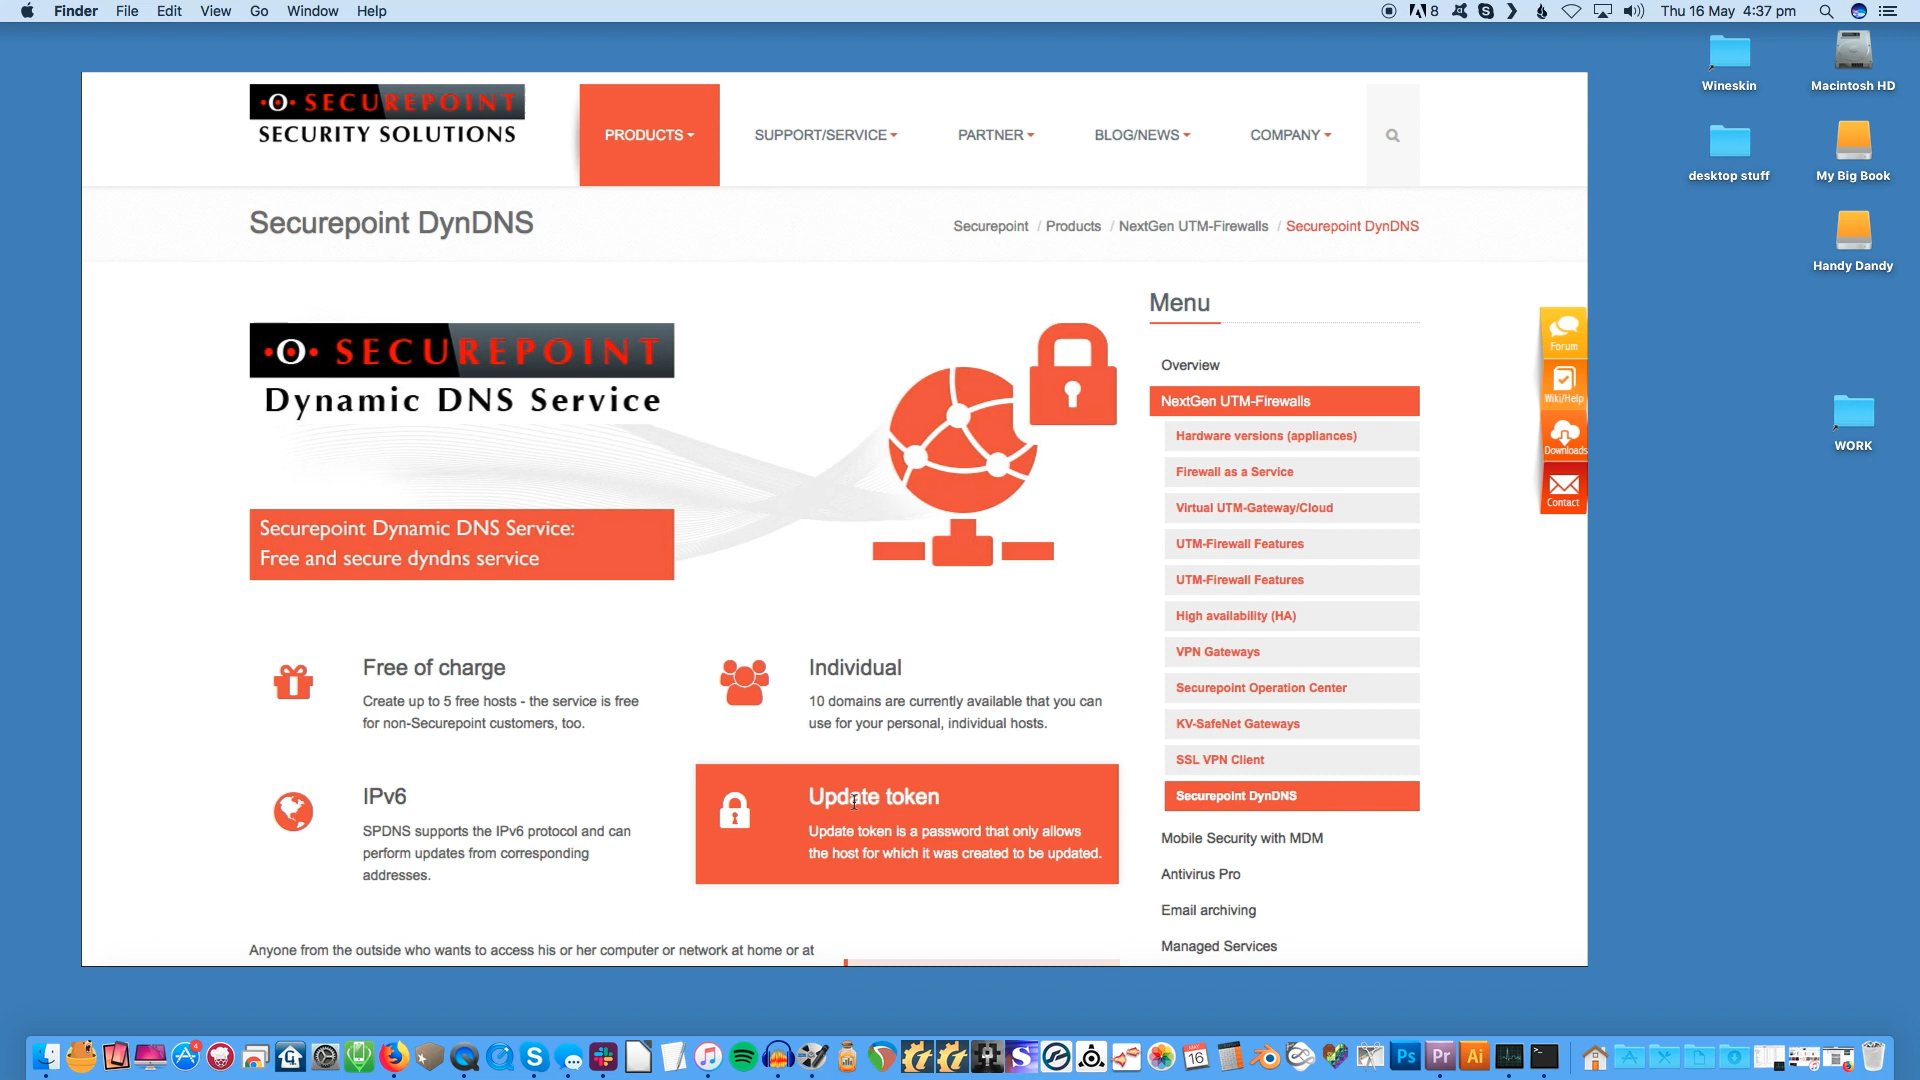 Finder File Edit View Go Window Help
8
Thu 16 May 4:37 pm
Wineskin
Macintosh HD
desktop stuff
My Big Book
Handy Dandy
WORK
SECUREPOINT
SECURITY SOLUTIONS
PRODUCTS
SUPPORT/SERVICE
PARTNER
BLOG/NEWS
COMPANY
Securepoint DynDNS
Securepoint / Products / NextGen UTM-Firewalls / Securepoint DynDNS
SECUREPOINT
Dynamic DNS Service
Securepoint Dynamic DNS Service:
Free and secure dyndns service
Free of charge
Create up to 5 free hosts - the service is free
for non-Securepoint customers, too.
Individual
10 domains are currently available that you can
use for your personal, individual hosts.
IPv6
SPDNS supports the IPv6 protocol and can
perform updates from corresponding
addresses.
Update token
Update token is a password that only allows
the host for which it was created to be updated.
Anyone from the outside who wants to access his or her computer or network at home or at
Menu
Overview
NextGen UTM-Firewalls
Hardware versions (appliances)
Firewall as a Service
Virtual UTM-Gateway/Cloud
UTM-Firewall Features
UTM-Firewall Features
High availability (HA)
VPN Gateways
Securepoint Operation Center
KV-SafeNet Gateways
SSL VPN Client
Securepoint DynDNS
Mobile Security with MDM
Antivirus Pro
Email archiving
Managed Services
Forum
Wiki/Help
Downloads
Contact
4
16
Ps
Pr
Ai